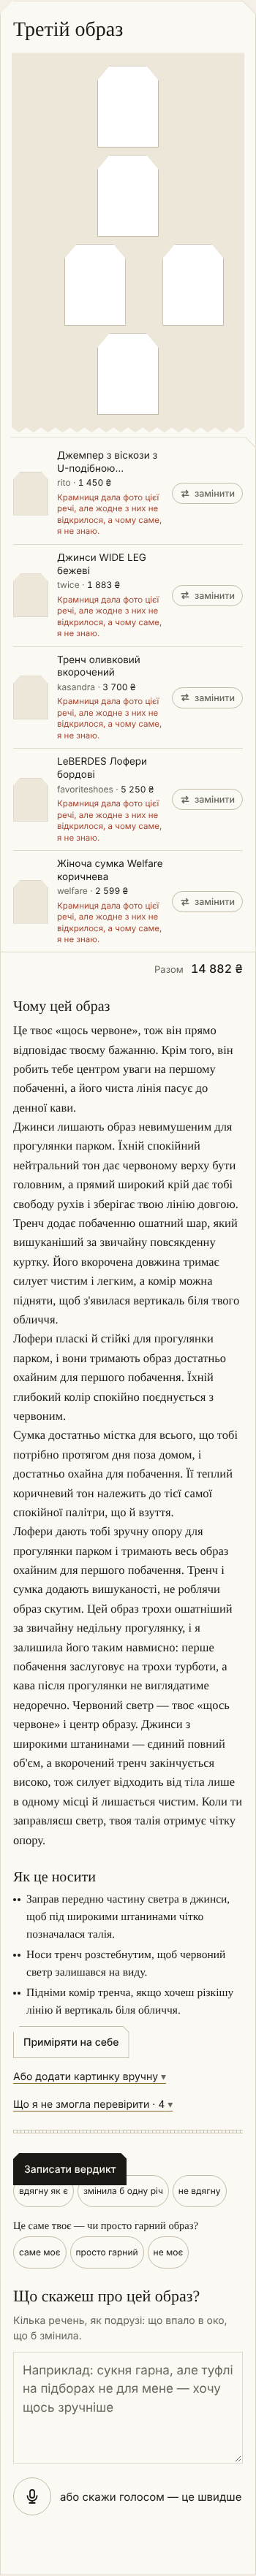 Третій образ
Джемпер з віскози з
U-подібною...
rito · 1 450 ₴
Крамниця дала фото цієї
речі, але жодне з них не
відкрилося, а чому саме,
я не знаю.
⇄ замінити
Джинси WIDE LEG
бежеві
twice · 1 883 ₴
Крамниця дала фото цієї
речі, але жодне з них не
відкрилося, а чому саме,
я не знаю.
⇄ замінити
Тренч оливковий
вкорочений
kasandra · 3 700 ₴
Крамниця дала фото цієї
речі, але жодне з них не
відкрилося, а чому саме,
я не знаю.
⇄ замінити
LeBERDES Лофери
бордові
favoriteshoes · 5 250 ₴
Крамниця дала фото цієї
речі, але жодне з них не
відкрилося, а чому саме,
я не знаю.
⇄ замінити
Жіноча сумка Welfare
коричнева
welfare · 2 599 ₴
Крамниця дала фото цієї
речі, але жодне з них не
відкрилося, а чому саме,
я не знаю.
⇄ замінити
Разом 14 882 ₴
Чому цей образ
Це твоє «щось червоне», тож він прямо
відповідає твоєму бажанню. Крім того, він
робить тебе центром уваги на першому
побаченні, а його чиста лінія пасує до
денної кави.
Джинси лишають образ невимушеним для
прогулянки парком. Їхній спокійний
нейтральний тон дає червоному верху бути
головним, а прямий широкий крій дає тобі
свободу рухів і зберігає твою лінію довгою.
Тренч додає побаченню ошатний шар, який
вишуканіший за звичайну повсякденну
куртку. Його вкорочена довжина тримає
силует чистим і легким, а комір можна
підняти, щоб з'явилася вертикаль біля твого
обличчя.
Лофери пласкі й стійкі для прогулянки
парком, і вони тримають образ достатньо
охайним для першого побачення. Їхній
глибокий колір спокійно поєднується з
червоним.
Сумка достатньо містка для всього, що тобі
потрібно протягом дня поза домом, і
достатньо охайна для побачення. Її теплий
коричневий тон належить до тієї самої
спокійної палітри, що й взуття.
Лофери дають тобі зручну опору для
прогулянки парком і тримають весь образ
охайним для першого побачення. Тренч і
сумка додають вишуканості, не роблячи
образ скутим. Цей образ трохи ошатніший
за звичайну недільну прогулянку, і я
залишила його таким навмисно: перше
побачення заслуговує на трохи турботи, а
кава після прогулянки не виглядатиме
недоречно. Червоний светр — твоє «щось
червоне» і центр образу. Джинси з
широкими штанинами — єдиний повний
об'єм, а вкорочений тренч закінчується
високо, тож силует відходить від тіла лише
в одному місці й лишається чистим. Коли ти
заправляєш светр, твоя талія отримує чітку
опору.
Як це носити
Заправ передню частину светра в джинси,
щоб під широкими штанинами чітко
позначалася талія.
Носи тренч розстебнутим, щоб червоний
светр залишався на виду.
Підніми комір тренча, якщо хочеш різкішу
лінію й вертикаль біля обличчя.
Приміряти на себе
Або додати картинку вручну ▾
Що я не змогла перевірити · 4 ▾
Записати вердикт
вдягну як є
змінила б одну річ
не вдягну
Це саме твоє — чи просто гарний образ?
саме моє
просто гарний
не моє
Що скажеш про цей образ?
Кілька речень, як подрузі: що впало в око,
що б змінила.
Наприклад: сукня гарна, але туфлі
на підборах не для мене — хочу
щось зручніше
або скажи голосом — це швидше